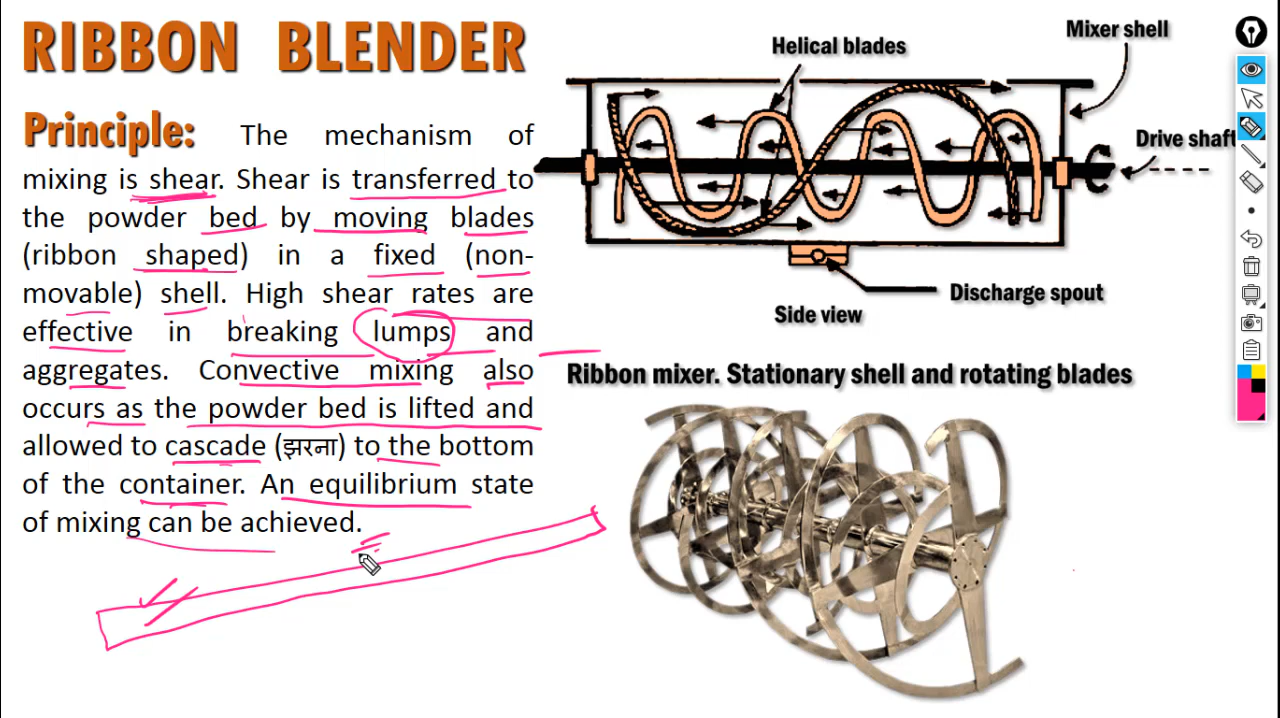 RIBBON BLENDER
Principle: The mechanism of
mixing is shear. Shear is transferred to
the powder bed by moving blades
(ribbon shaped) in a fixed (non-
movable) shell. High shear rates are
effective in breaking lumps and
aggregates. Convective mixing also
occurs as the powder bed is lifted and
allowed to cascade (झरना) to the bottom
of the container. An equilibrium state
of mixing can be achieved.
Helical blades
Mixer shell
Drive shaft
Discharge spout
Side view
Ribbon mixer. Stationary shell and rotating blades